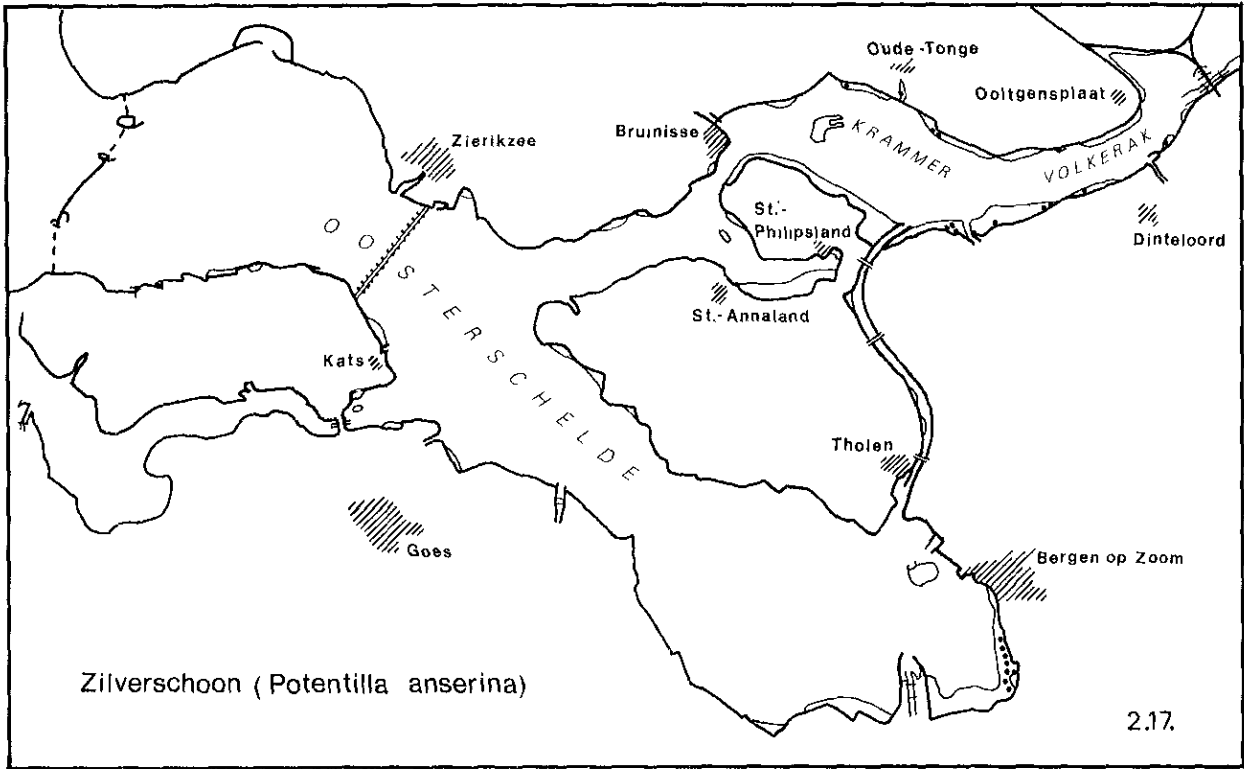 Oude-Tonge
Ooltgensplaat
Bruinisse
Zierikzee
KRAMMER
VOLKERAK
St.-
Philipsland
Dinteloord
OOSTERSCHELDE
St.-Annaland
Kats
Tholen
Goes
Bergen op Zoom
Zilverschoon (Potentilla anserina)
2.17.